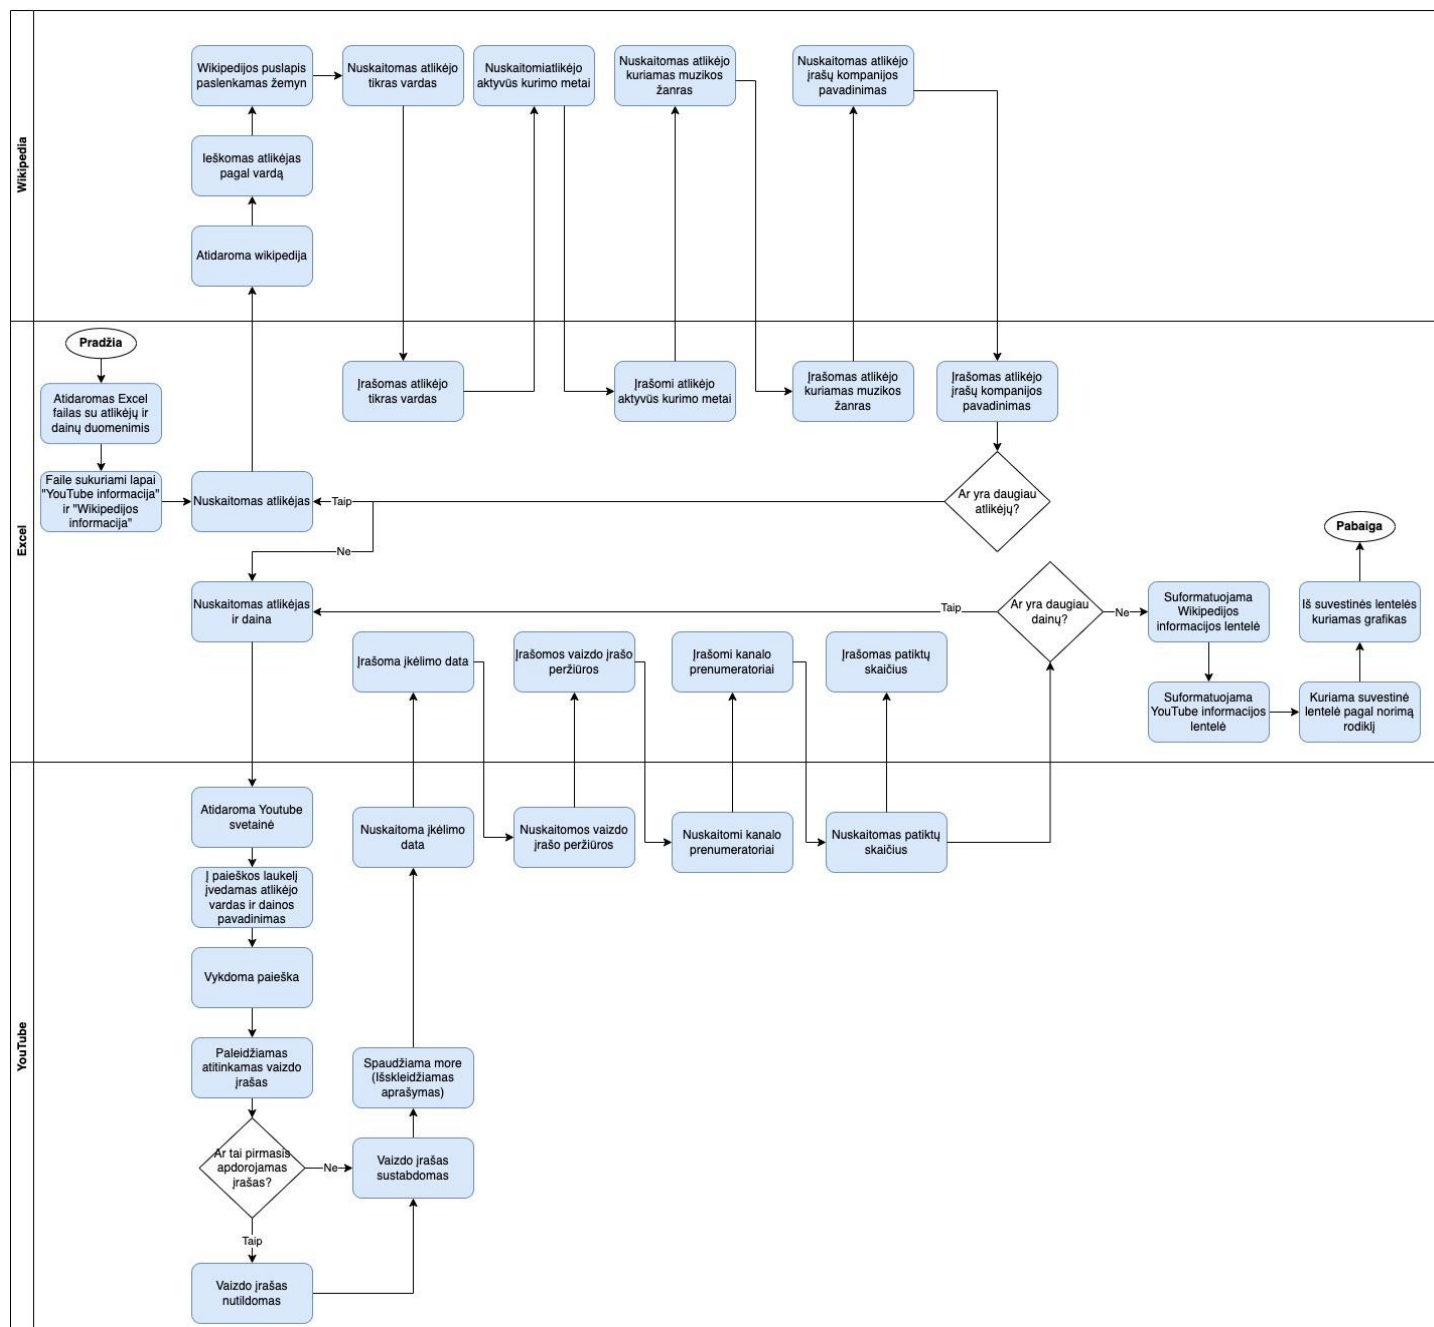 Wikipedia
Wikipedijos puslapis
paslenkamas žemyn
Nuskaitomas atlikėjo
tikras vardas
Nuskaitomiatlikėjo
aktyvūs kurimo metai
Nuskaitomas atlikėjo
kuriamas muzikos
žanras
Nuskaitomas atlikėjo
įrašų kompanijos
pavadinimas
Ieškomas atlikėjas
pagal vardą
Atidaroma wikipedija
Excel
Pradžia
Atidaromas Excel
failas su atlikėjų ir
dainų duomenimis
Faile sukuriami lapai
"YouTube informacija"
ir "Wikipedijos
informacija"
Nuskaitomas atlikėjas
Įrašomas atlikėjo
tikras vardas
Įrašomi atlikėjo
aktyvūs kurimo metai
Įrašomas atlikėjo
kuriamas muzikos
žanras
Įrašomas atlikėjo
įrašų kompanijos
pavadinimas
Ar yra daugiau
atlikėjų?
Taip
Ne
Nuskaitomas atlikėjas
ir daina
Ar yra daugiau
dainų?
Taip
Ne
Įrašoma įkėlimo data
Įrašomos vaizdo įrašo
peržiūros
Įrašomi kanalo
prenumeratoriai
Įrašomas patiktų
skaičius
Suformatuojama
Wikipedijos
informacijos lentelė
Suformatuojama
YouTube informacijos
lentelė
Kuriama suvestinė
lentelė pagal norimą
rodiklį
Iš suvestinės lentelės
kuriamas grafikas
Pabaiga
YouTube
Atidaroma Youtube
svetainė
Į paieškos laukelį
įvedamas atlikėjo
vardas ir dainos
pavadinimas
Vykdoma paieška
Paleidžiamas
atitinkamas vaizdo
įrašas
Ar tai pirmasis
apdorojamas
įrašas?
Ne
Taip
Vaizdo įrašas
nutildomas
Vaizdo įrašas
sustabdomas
Spaudžiama more
(Išskleidžiamas
aprašymas)
Nuskaitoma įkėlimo
data
Nuskaitomos vaizdo
įrašo peržiūros
Nuskaitomi kanalo
prenumeratoriai
Nuskaitomas patiktų
skaičius